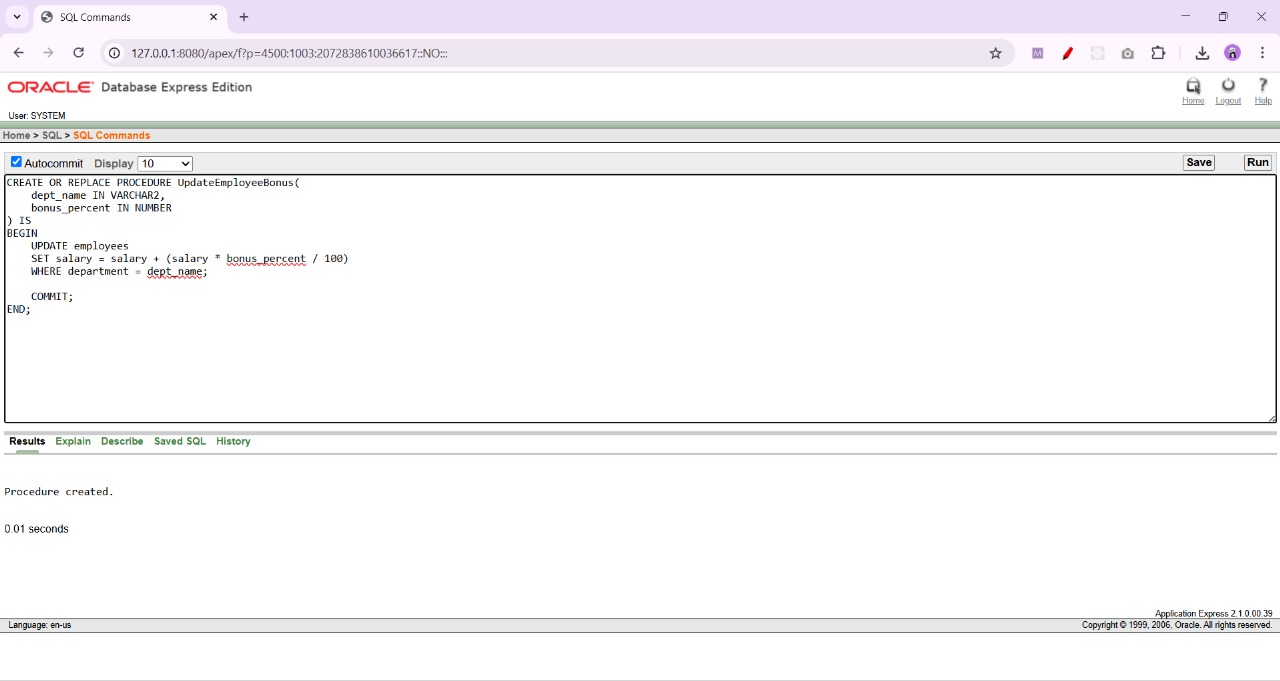 SQL Commands
127.0.0.1:8080/apex/f?p=4500:1003:2072838610036617::NO:::
ORACLE Database Express Edition
Home Logout Help
User: SYSTEM
Home > SQL > SQL Commands
Autocommit Display 10 Save Run
CREATE OR REPLACE PROCEDURE UpdateEmployeeBonus(
    dept_name IN VARCHAR2,
    bonus_percent IN NUMBER
) IS
BEGIN
    UPDATE employees
    SET salary = salary + (salary * bonus_percent / 100)
    WHERE department = dept_name;
    COMMIT;
END;
Results Explain Describe Saved SQL History
Procedure created.
0.01 seconds
Application Express 2.1.0.00.39
Language: en-us Copyright © 1999, 2006, Oracle. All rights reserved.